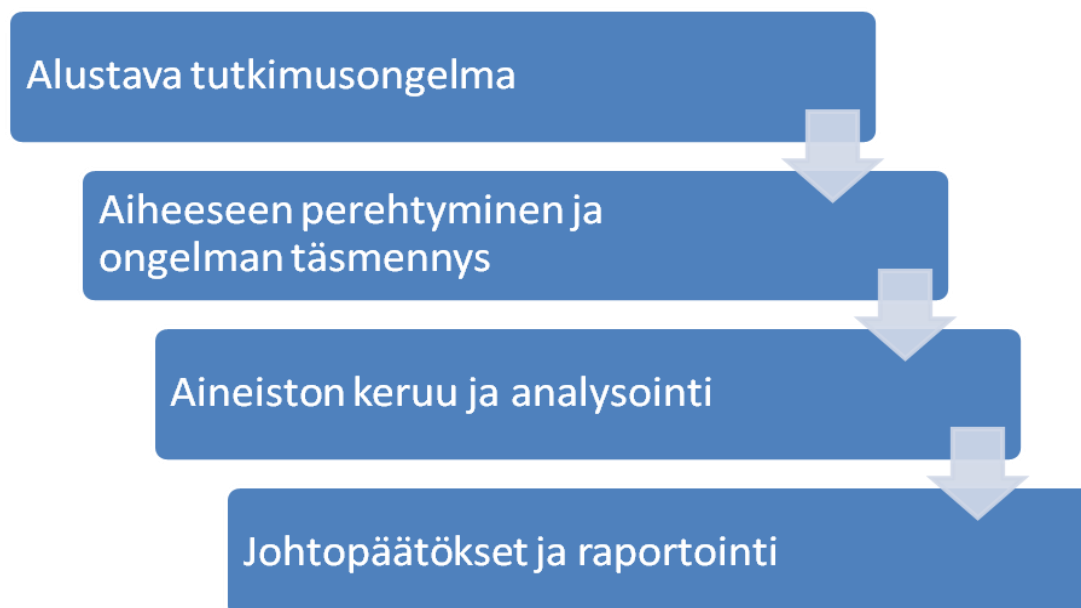 Alustava tutkimusongelma
Aiheeseen perehtyminen ja
ongelman täsmennys
Aineiston keruu ja analysointi
Johtopäätökset ja raportointi